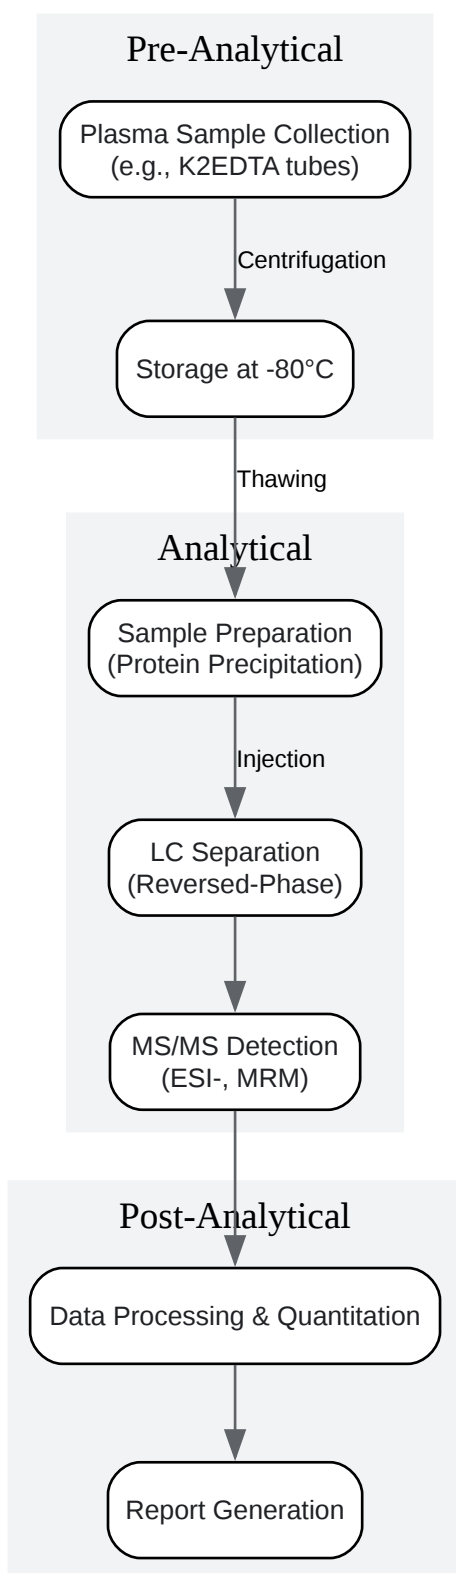 Pre-Analytical
Plasma Sample Collection
(e.g., K2EDTA tubes)
Centrifugation
Storage at -80°C
Thawing
Analytical
Sample Preparation
(Protein Precipitation)
Injection
LC Separation
(Reversed-Phase)
MS/MS Detection
(ESI-, MRM)
Post-Analytical
Data Processing & Quantitation
Report Generation